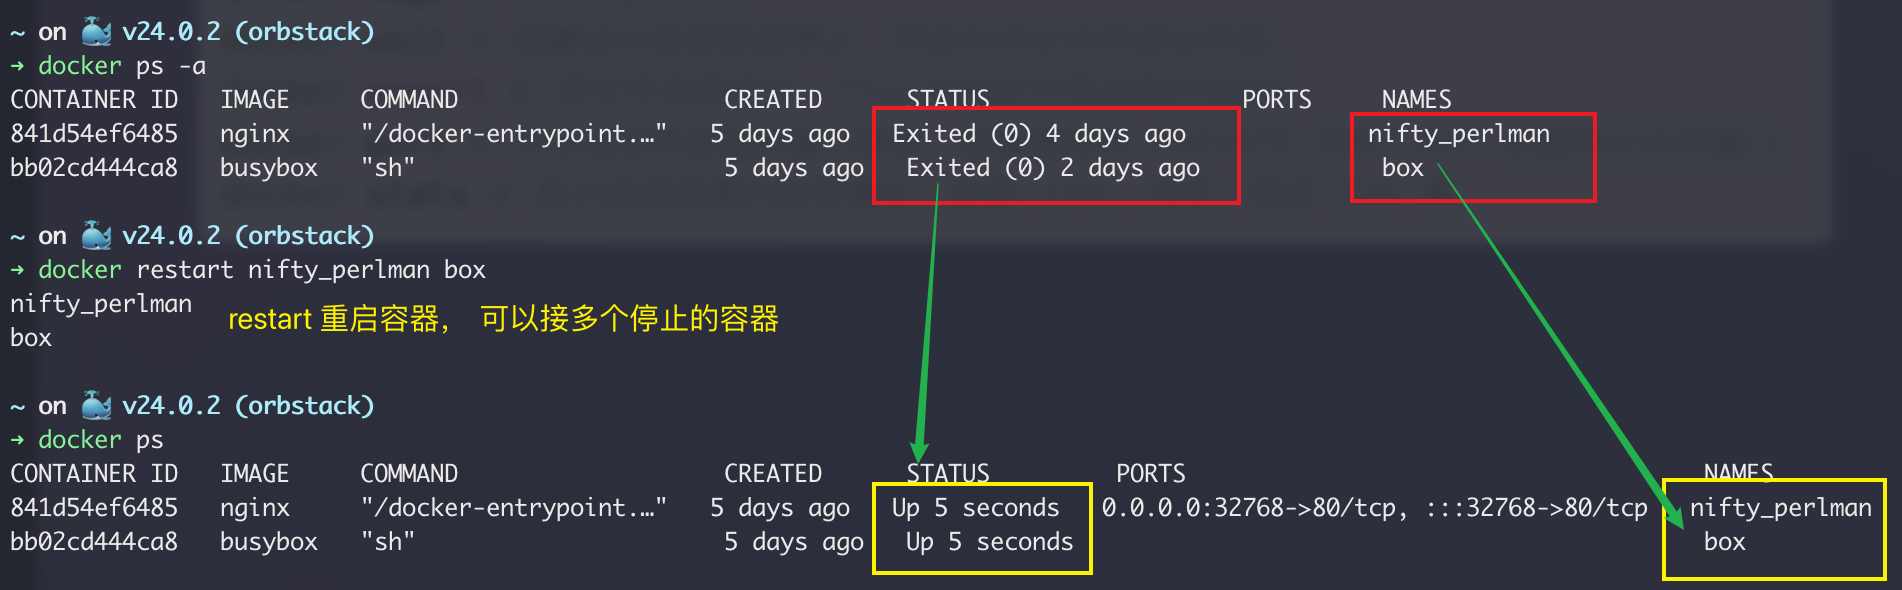 ~ on 🐳 v24.0.2 (orbstack)
→ docker ps -a
CONTAINER ID   IMAGE     COMMAND                   CREATED      STATUS                  PORTS     NAMES
841d54ef6485   nginx     "/docker-entrypoint.…"   5 days ago   Exited (0) 4 days ago             nifty_perlman
bb02cd444ca8   busybox   "sh"                      5 days ago   Exited (0) 2 days ago             box
~ on 🐳 v24.0.2 (orbstack)
→ docker restart nifty_perlman box
nifty_perlman
restart 重启容器， 可以接多个停止的容器
box
~ on 🐳 v24.0.2 (orbstack)
→ docker ps
CONTAINER ID   IMAGE     COMMAND                   CREATED      STATUS         PORTS                                     NAMES
841d54ef6485   nginx     "/docker-entrypoint.…"   5 days ago   Up 5 seconds   0.0.0.0:32768->80/tcp, :::32768->80/tcp   nifty_perlman
bb02cd444ca8   busybox   "sh"                      5 days ago   Up 5 seconds                                             box